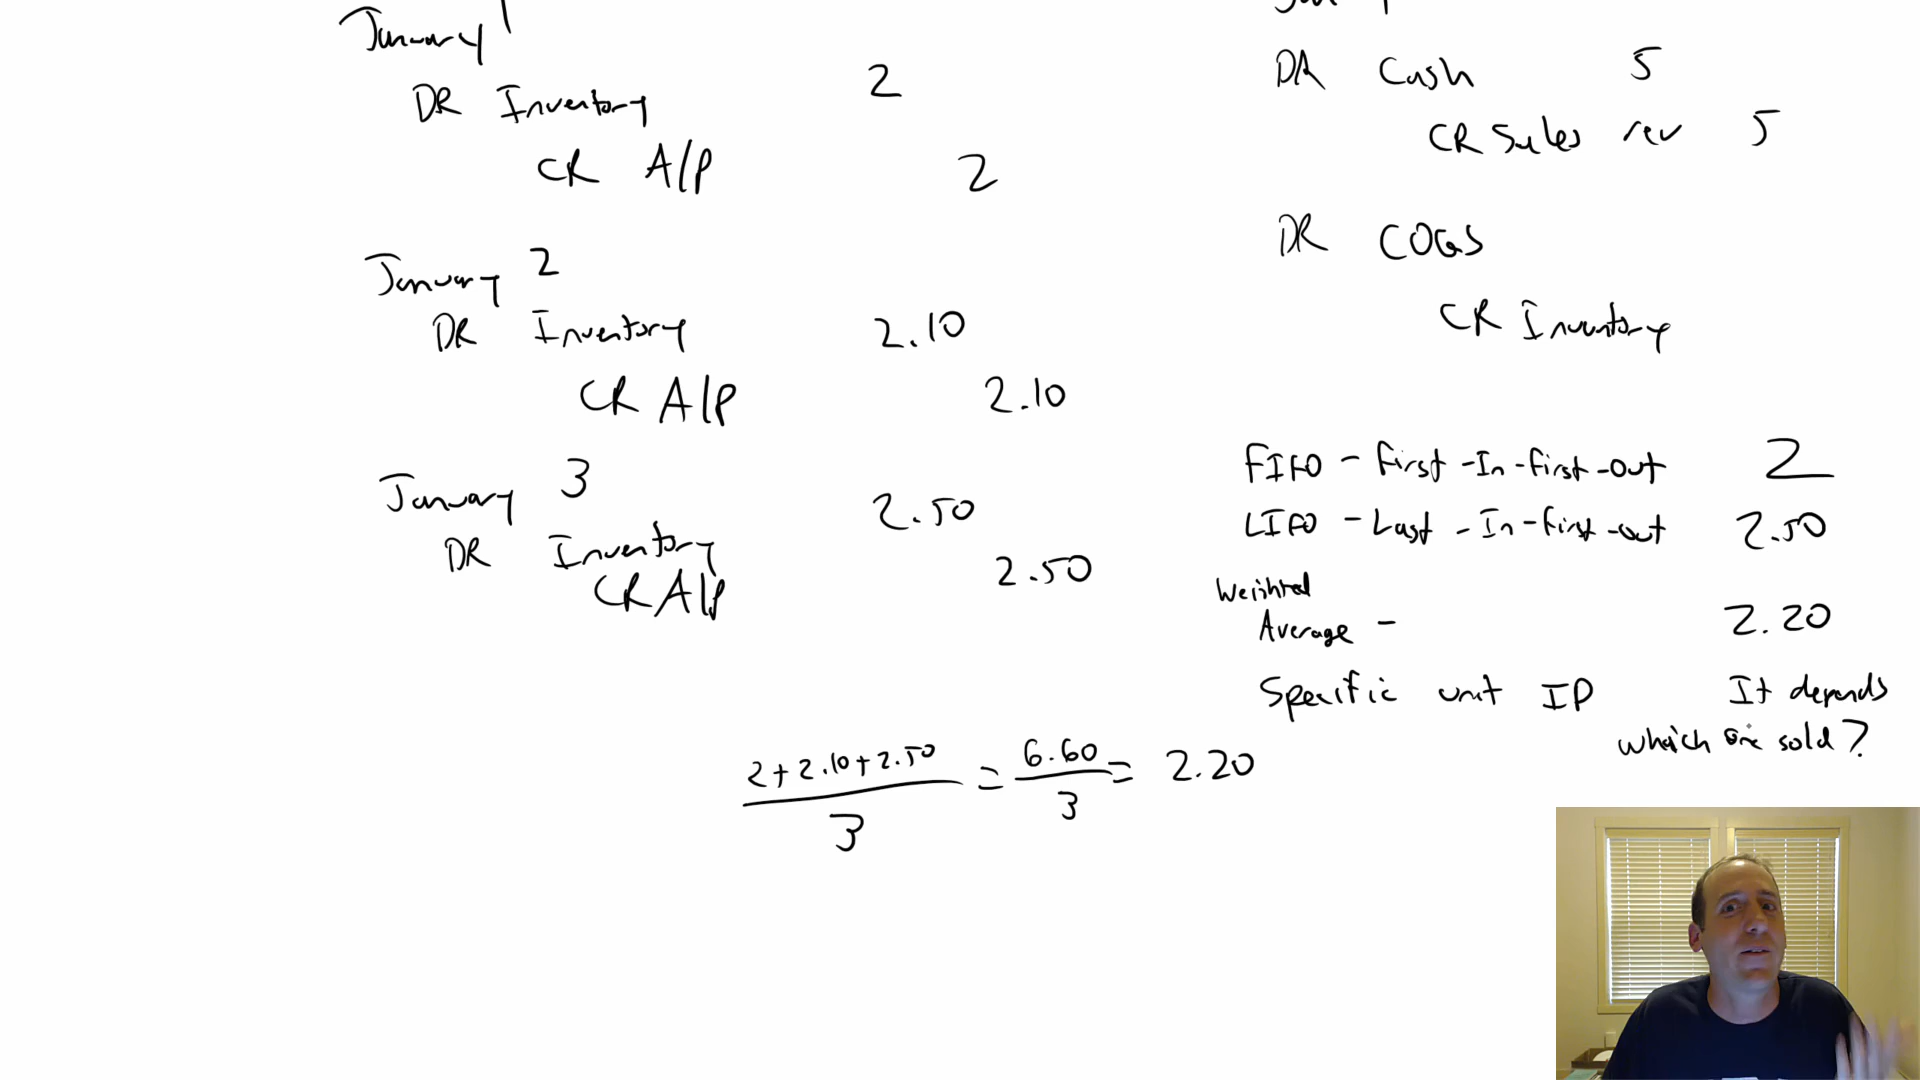 January 1
DR Inventory 2
CR A/P 2
January 2
DR Inventory 2.10
CR A/P 2.10
January 3
DR Inventory 2.50
CR A/P 2.50
DR Cash 5
CR Sales rev 5
DR COGS
CR Inventory
FIFO - First-In-first-out 2
LIFO - Last-In-first-out 2.50
Weighted
Average - 2.20
Specific unit ID It depends
which one sold?
2+2.10+2.50 / 3 = 6.60 / 3 = 2.20